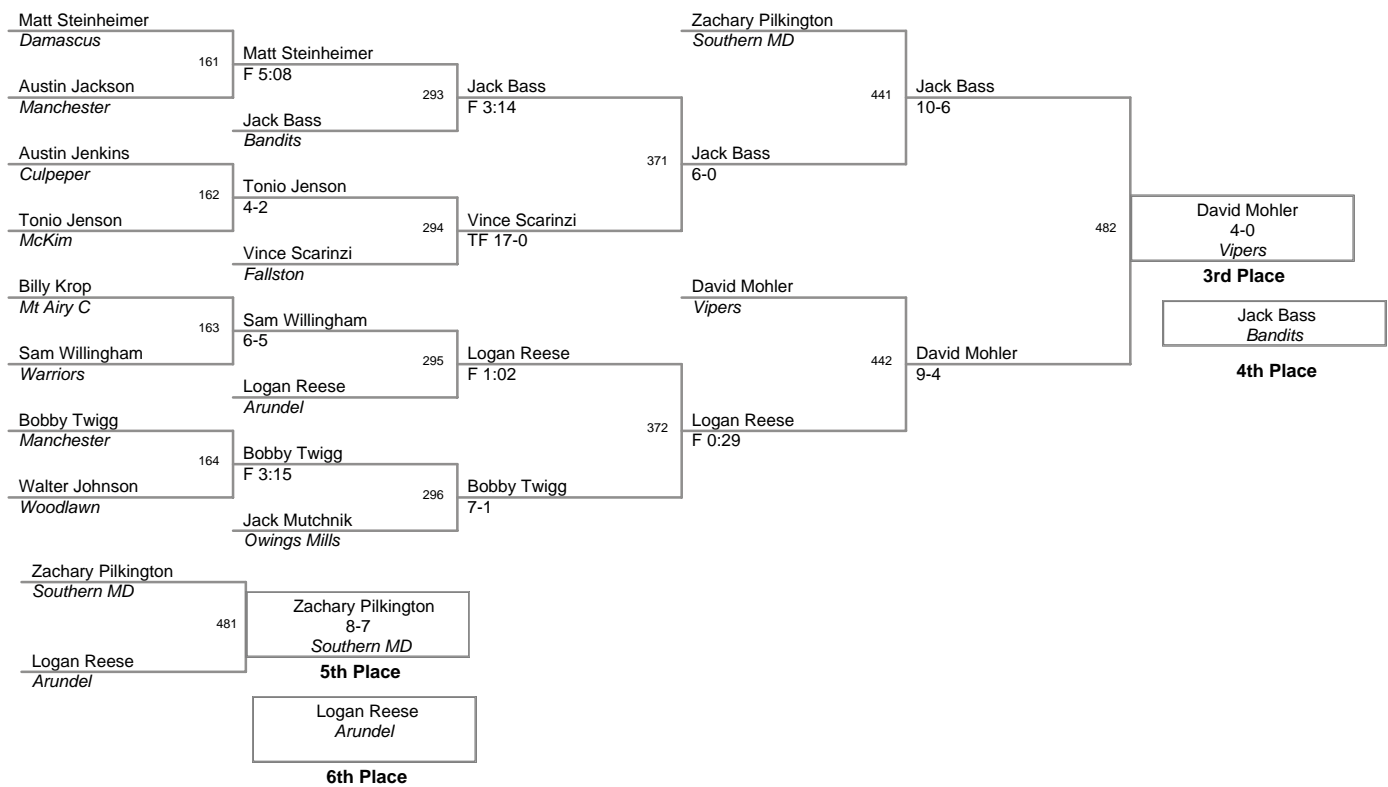 Matt Steinheimer
Damascus
161
Austin Jackson
Manchester
Austin Jenkins
Culpeper
162
Tonio Jenson
McKim
Billy Krop
Mt Airy C
163
Sam Willingham
Warriors
Bobby Twigg
Manchester
164
Walter Johnson
Woodlawn
Matt Steinheimer
F 5:08
293
Jack Bass
Bandits
Tonio Jenson
4-2
294
Vince Scarinzi
Fallston
Sam Willingham
6-5
295
Logan Reese
Arundel
Bobby Twigg
F 3:15
296
Jack Mutchnik
Owings Mills
Jack Bass
F 3:14
371
Vince Scarinzi
TF 17-0
Logan Reese
F 1:02
372
Bobby Twigg
7-1
Zachary Pilkington
Southern MD
441
Jack Bass
6-0
David Mohler
Vipers
442
Logan Reese
F 0:29
Jack Bass
10-6
482
David Mohler
9-4
David Mohler
4-0
Vipers
3rd Place
Jack Bass
Bandits
4th Place
Zachary Pilkington
Southern MD
481
Logan Reese
Arundel
Zachary Pilkington
8-7
Southern MD
5th Place
Logan Reese
Arundel
6th Place